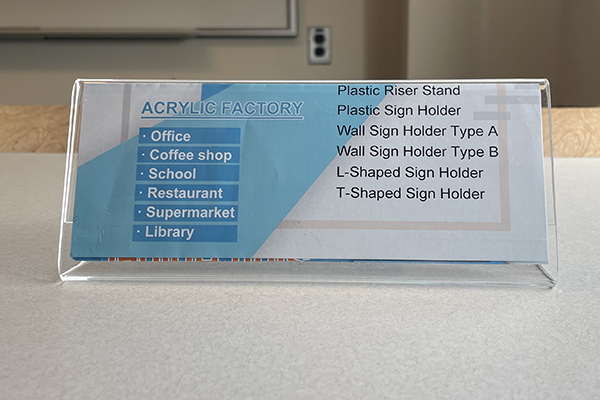 ACRYLIC FACTORY
· Office
· Coffee shop
· School
· Restaurant
· Supermarket
· Library
Plastic Riser Stand
Plastic Sign Holder
Wall Sign Holder Type A
Wall Sign Holder Type B
L-Shaped Sign Holder
T-Shaped Sign Holder